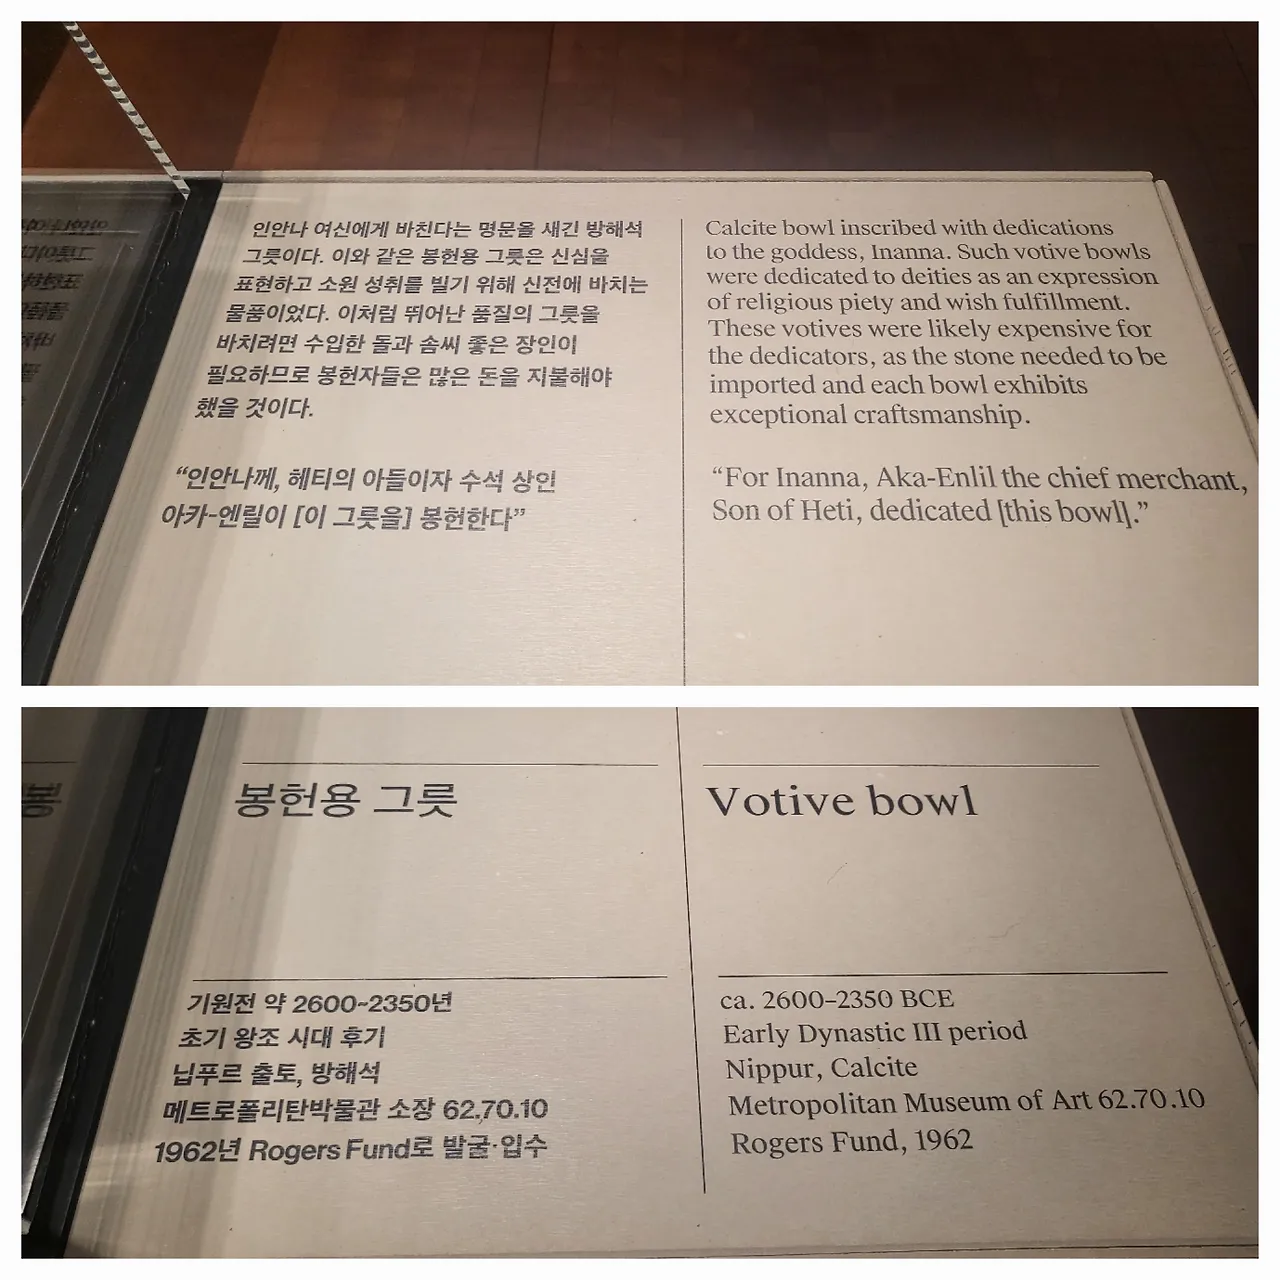 인안나 여신에게 바친다는 명문을 새긴 방해석
그릇이다. 이와 같은 봉헌용 그릇은 신심을
표현하고 소원 성취를 빌기 위해 신전에 바치는
물품이었다. 이처럼 뛰어난 품질의 그릇을
바치려면 수입한 돌과 솜씨 좋은 장인이
필요하므로 봉헌자들은 많은 돈을 지불해야
했을 것이다.
“인안나께, 헤티의 아들이자 수석 상인
아카-엔릴이 [이 그릇을] 봉헌한다”
Calcite bowl inscribed with dedications
to the goddess, Inanna. Such votive bowls
were dedicated to deities as an expression
of religious piety and wish fulfillment.
These votives were likely expensive for
the dedicators, as the stone needed to be
imported and each bowl exhibits
exceptional craftsmanship.
“For Inanna, Aka-Enlil the chief merchant,
Son of Heti, dedicated [this bowl].”
봉헌용 그릇
기원전 약 2600~2350년
초기 왕조 시대 후기
닙푸르 출토, 방해석
메트로폴리탄박물관 소장 62.70.10
1962년 Rogers Fund로 발굴·입수
Votive bowl
ca. 2600–2350 BCE
Early Dynastic III period
Nippur, Calcite
Metropolitan Museum of Art 62.70.10
Rogers Fund, 1962